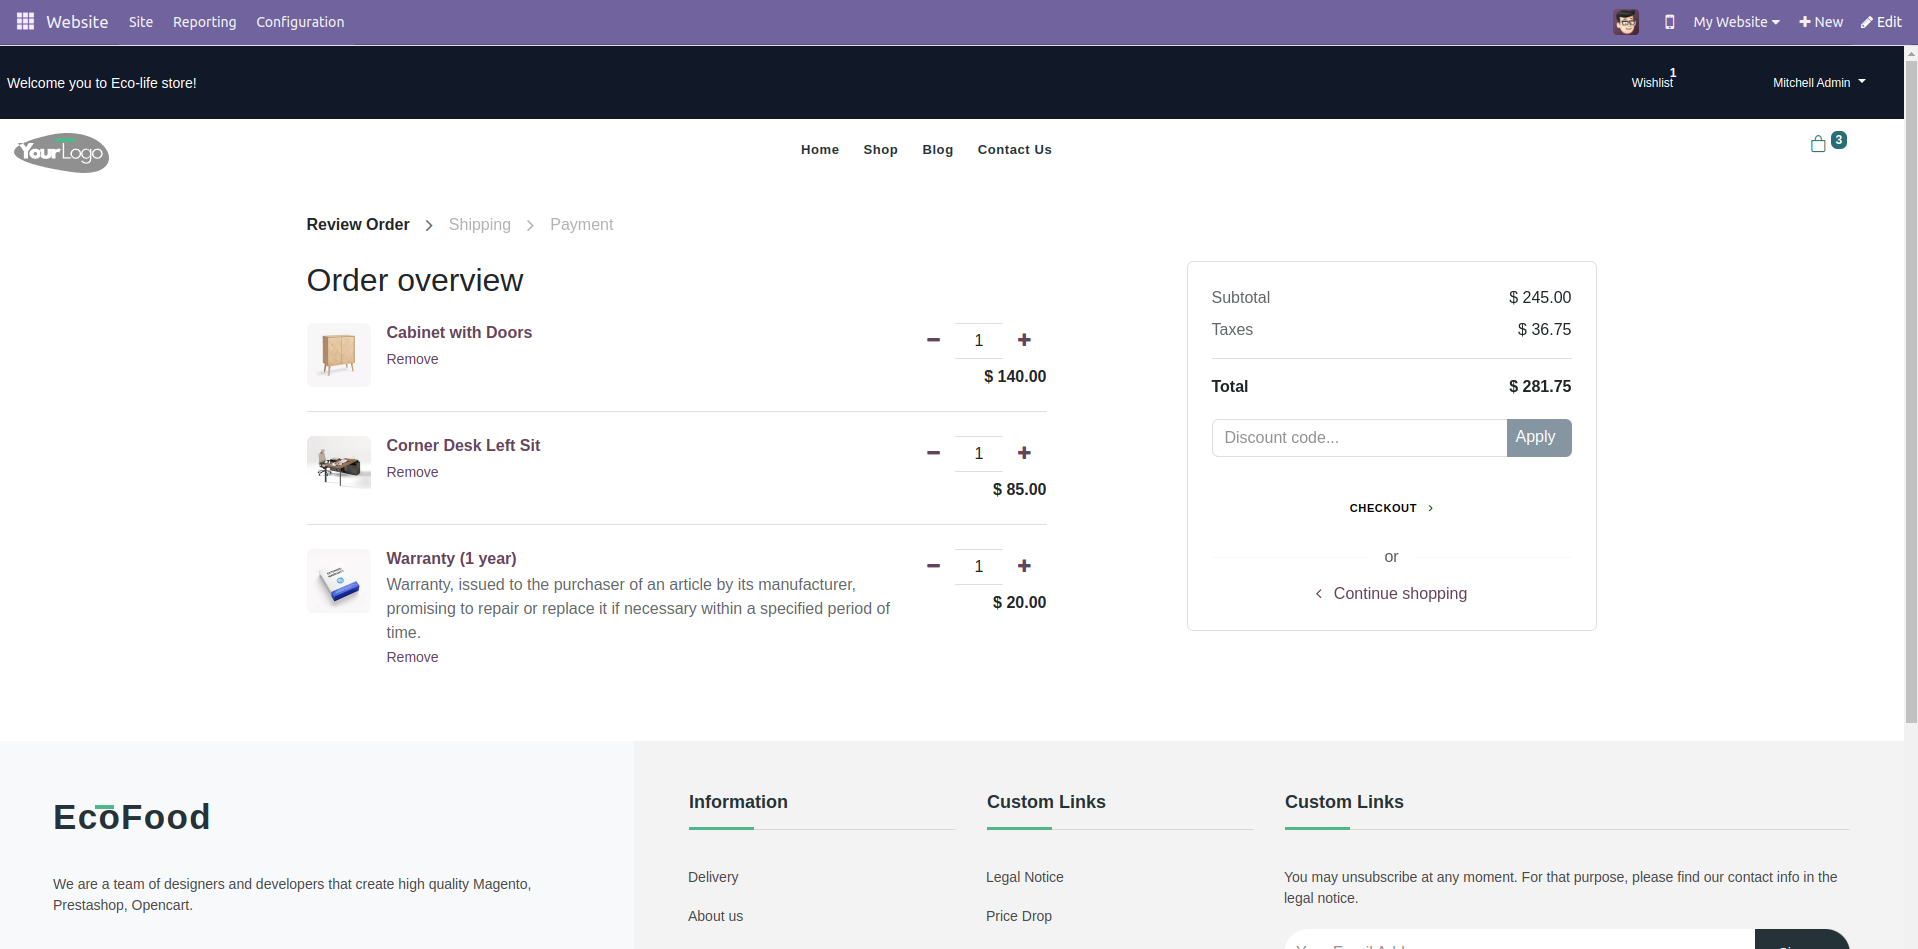 Website Site Reporting Configuration My Website New Edit
Welcome you to Eco-life store! Wishlist 1 Mitchell Admin
YourLogo Home Shop Blog Contact Us 3
Review Order Shipping Payment
Order overview
Cabinet with Doors
Remove
1
$ 140.00
Corner Desk Left Sit
Remove
1
$ 85.00
Warranty (1 year)
Warranty, issued to the purchaser of an article by its manufacturer,
promising to repair or replace it if necessary within a specified period of
time.
Remove
1
$ 20.00
Subtotal $ 245.00
Taxes $ 36.75
Total $ 281.75
Discount code... Apply
CHECKOUT
or
Continue shopping
EcoFood
We are a team of designers and developers that create high quality Magento,
Prestashop, Opencart.
Information
Delivery
About us
Custom Links
Legal Notice
Price Drop
Custom Links
You may unsubscribe at any moment. For that purpose, please find our contact info in the
legal notice.